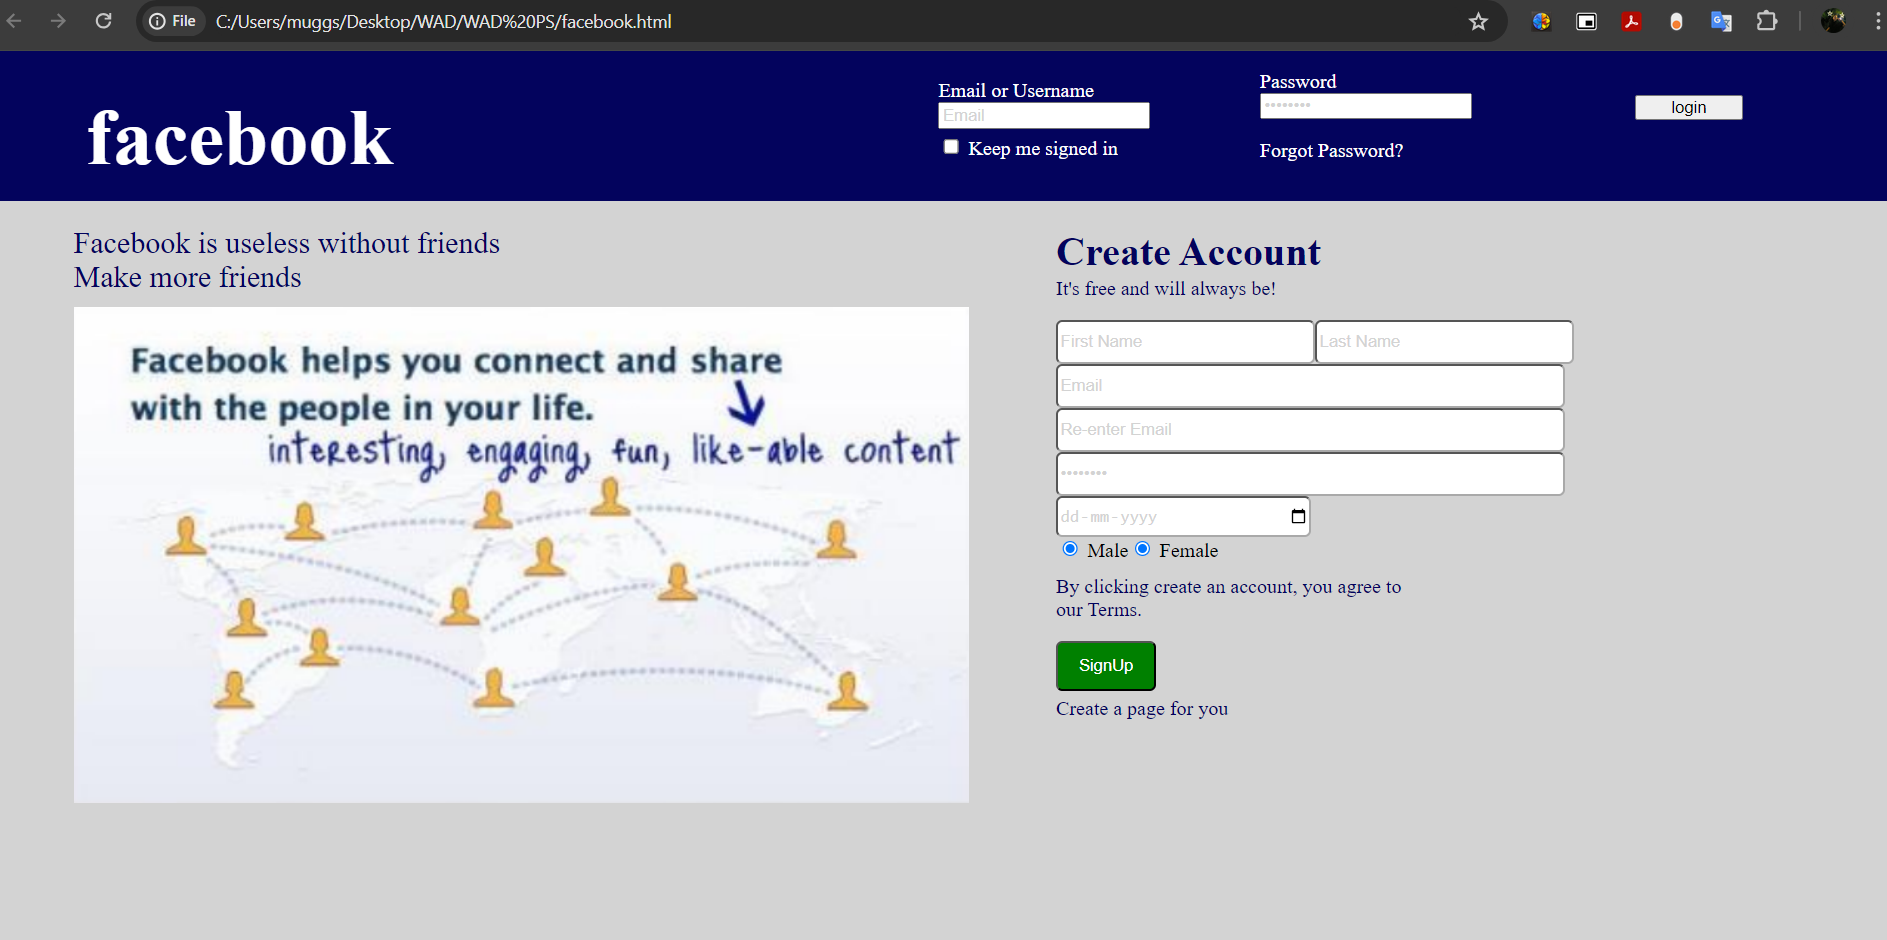 File C:/Users/muggs/Desktop/WAD/WAD%20PS/facebook.html
facebook
Email or Username
Email
Keep me signed in
Password
••••••••
Forgot Password?
login
Facebook is useless without friends
Make more friends
Facebook helps you connect and share
with the people in your life.
interesting, engaging, fun, like-able content
Create Account
It's free and will always be!
First Name Last Name
Email
Re-enter Email
••••••••
dd-mm-yyyy
Male Female
By clicking create an account, you agree to
our Terms.
SignUp
Create a page for you